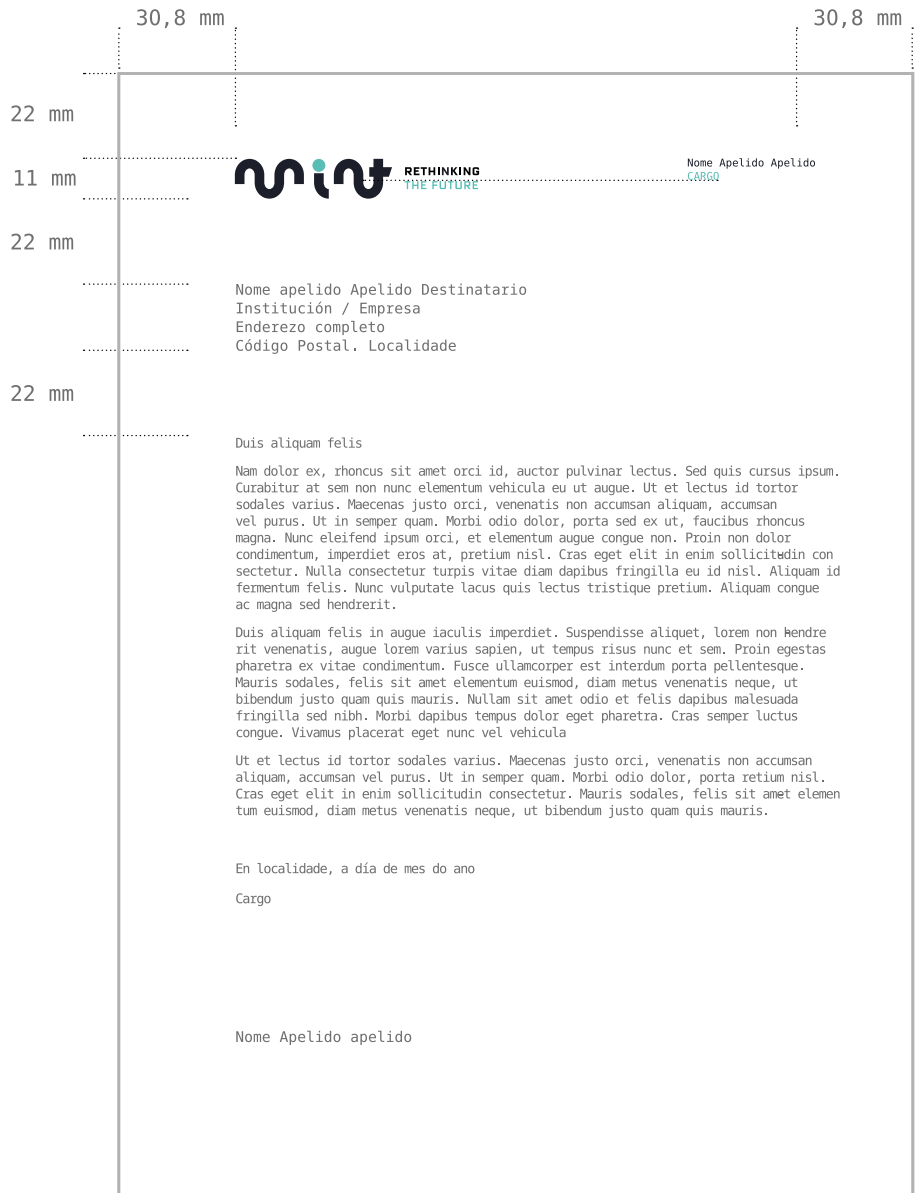 30,8 mm
30,8 mm
22 mm
11 mm
22 mm
22 mm
mint
RETHINKING
THE FUTURE
Nome Apelido Apelido
CARGO
Nome apelido Apelido Destinatario
Institución / Empresa
Enderezo completo
Código Postal. Localidade
Duis aliquam felis
Nam dolor ex, rhoncus sit amet orci id, auctor pulvinar lectus. Sed quis cursus ipsum.
Curabitur at sem non nunc elementum vehicula eu ut augue. Ut et lectus id tortor
sodales varius. Maecenas justo orci, venenatis non accumsan aliquam, accumsan
vel purus. Ut in semper quam. Morbi odio dolor, porta sed ex ut, faucibus rhoncus
magna. Nunc eleifend ipsum orci, et elementum augue congue non. Proin non dolor
condimentum, imperdiet eros at, pretium nisl. Cras eget elit in enim sollicitudin con
sectetur. Nulla consectetur turpis vitae diam dapibus fringilla eu id nisl. Aliquam id
fermentum felis. Nunc vulputate lacus quis lectus tristique pretium. Aliquam congue
ac magna sed hendrerit.
Duis aliquam felis in augue iaculis imperdiet. Suspendisse aliquet, lorem non hendre
rit venenatis, augue lorem varius sapien, ut tempus risus nunc et sem. Proin egestas
pharetra ex vitae condimentum. Fusce ullamcorper est interdum porta pellentesque.
Mauris sodales, felis sit amet elementum euismod, diam metus venenatis neque, ut
bibendum justo quam quis mauris. Nullam sit amet odio et felis dapibus malesuada
fringilla sed nibh. Morbi dapibus tempus dolor eget pharetra. Cras semper luctus
congue. Vivamus placerat eget nunc vel vehicula
Ut et lectus id tortor sodales varius. Maecenas justo orci, venenatis non accumsan
aliquam, accumsan vel purus. Ut in semper quam. Morbi odio dolor, porta retium nisl.
Cras eget elit in enim sollicitudin consectetur. Mauris sodales, felis sit amet elemen
tum euismod, diam metus venenatis neque, ut bibendum justo quam quis mauris.
En localidade, a día de mes do ano
Cargo
Nome Apelido apelido